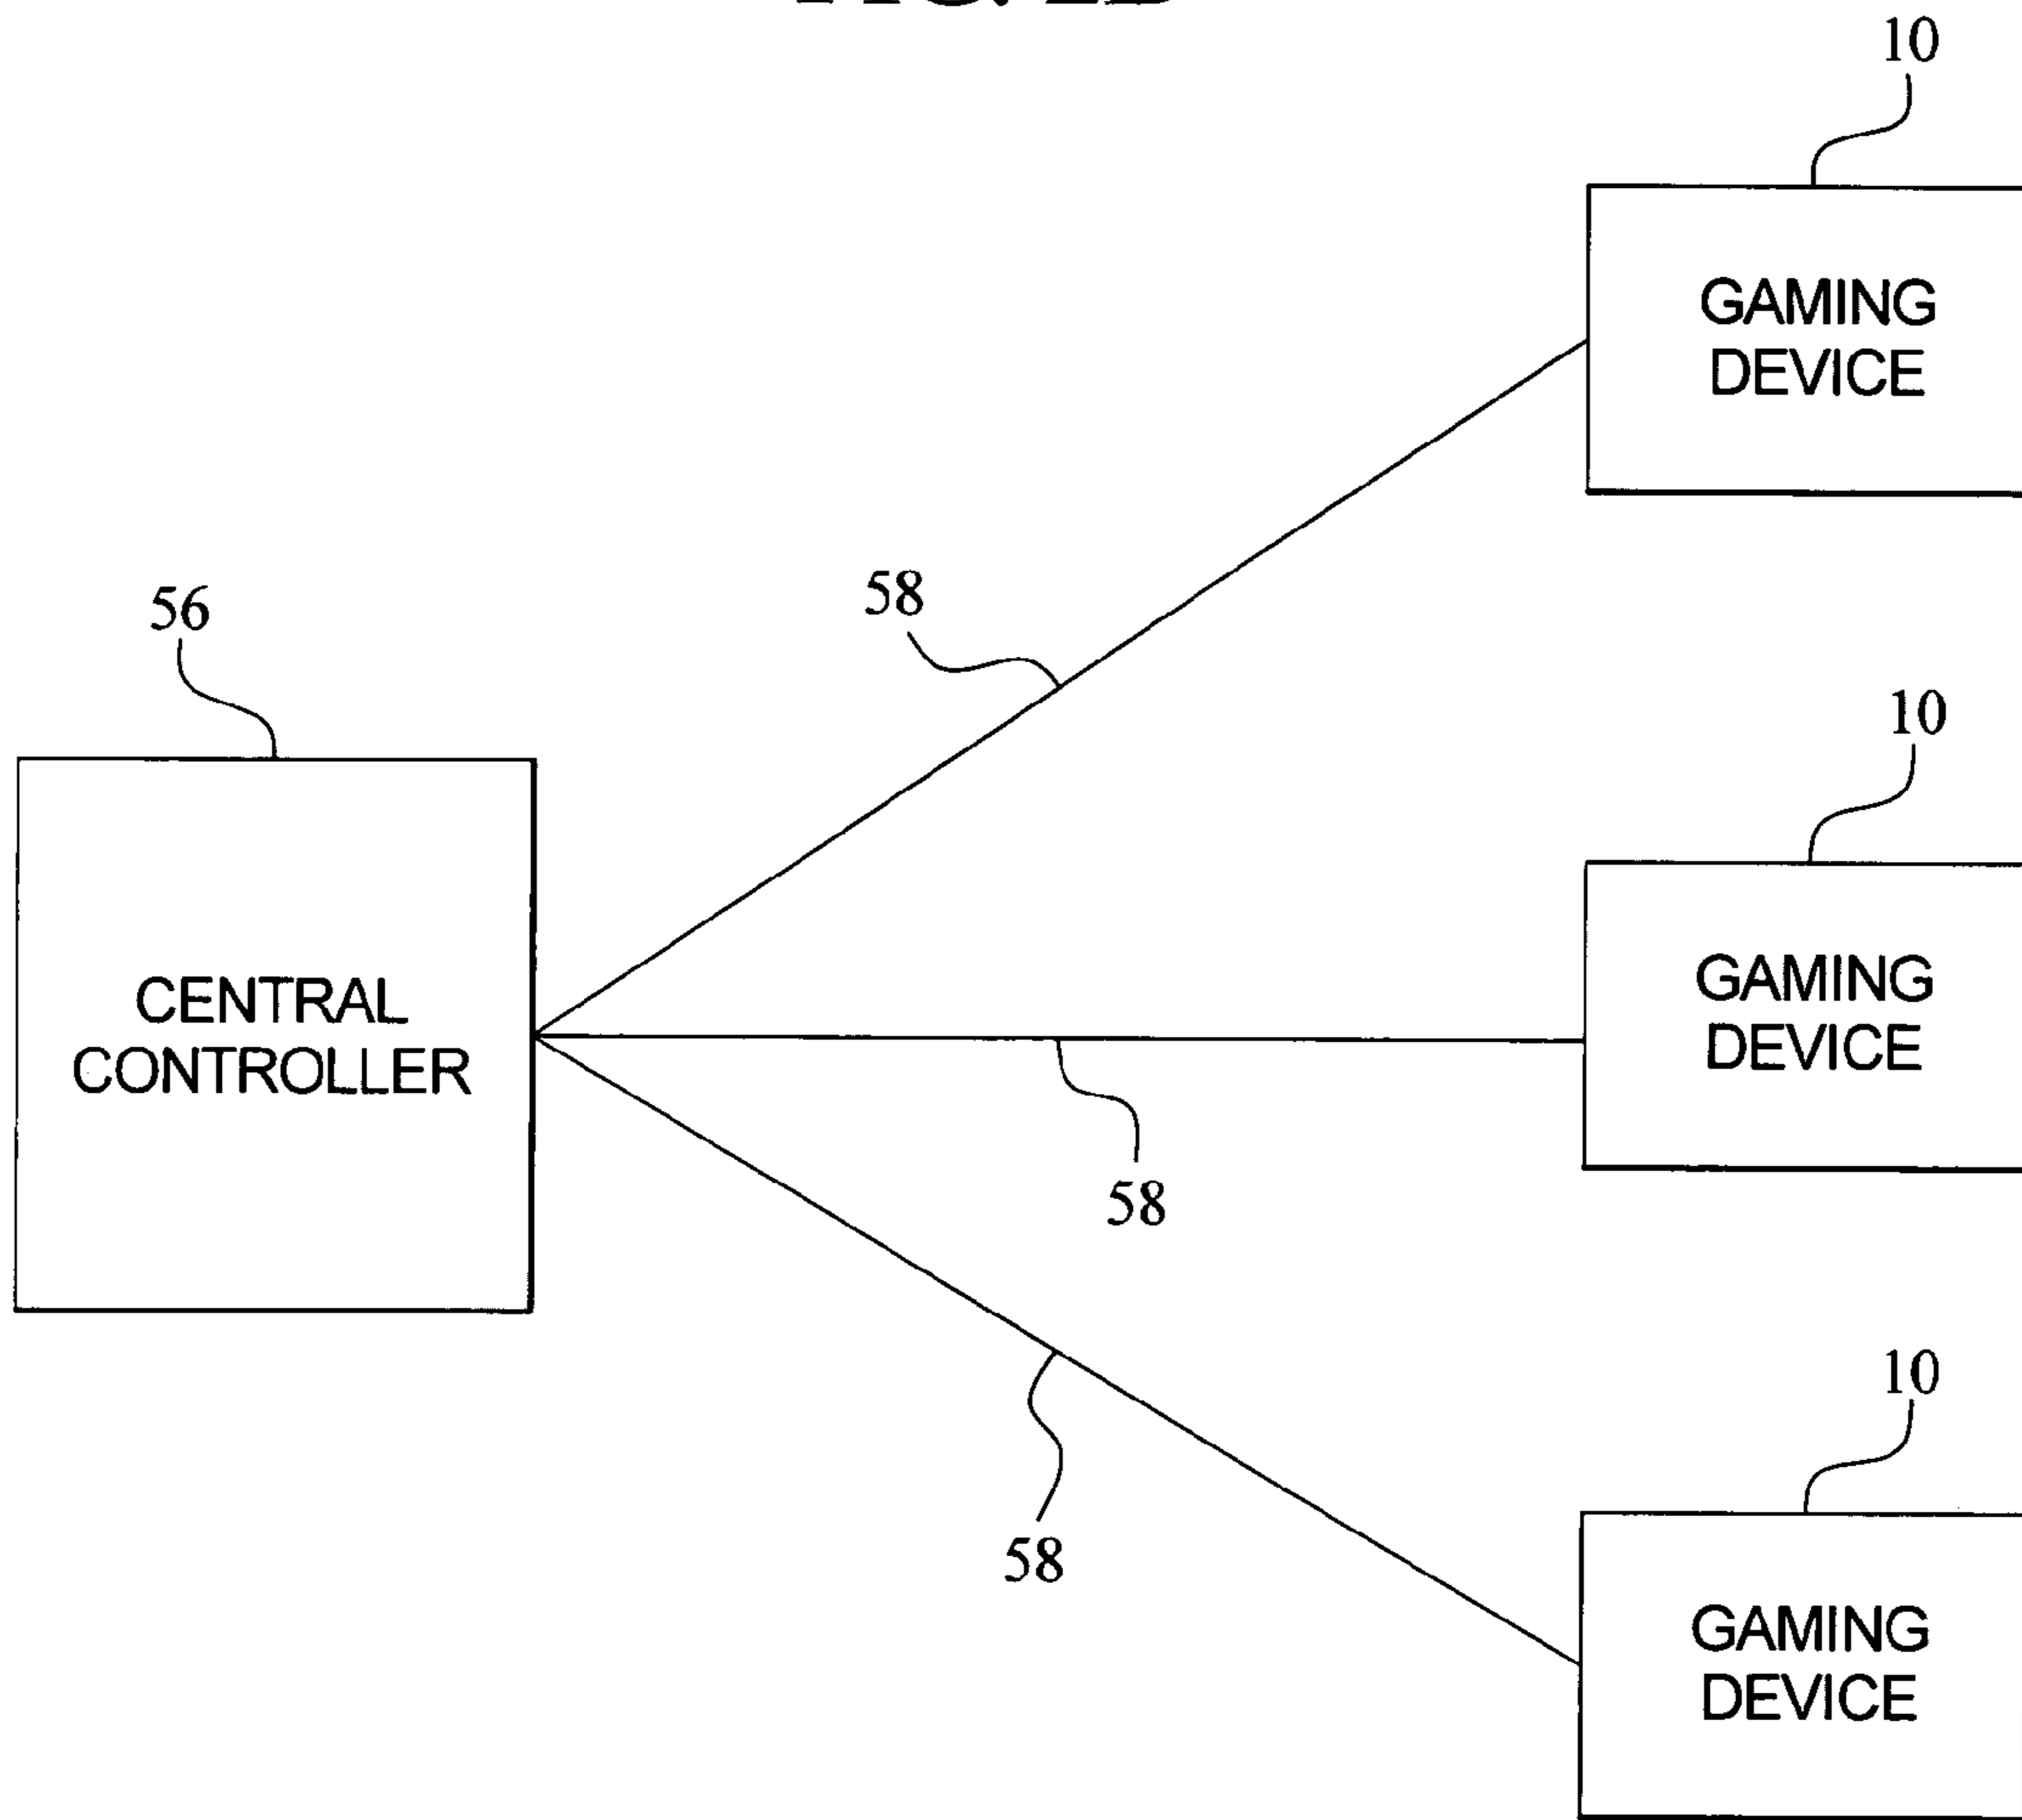 10
GAMING
DEVICE
58
56
10
CENTRAL
CONTROLLER
GAMING
DEVICE
58
10
58
GAMING
DEVICE